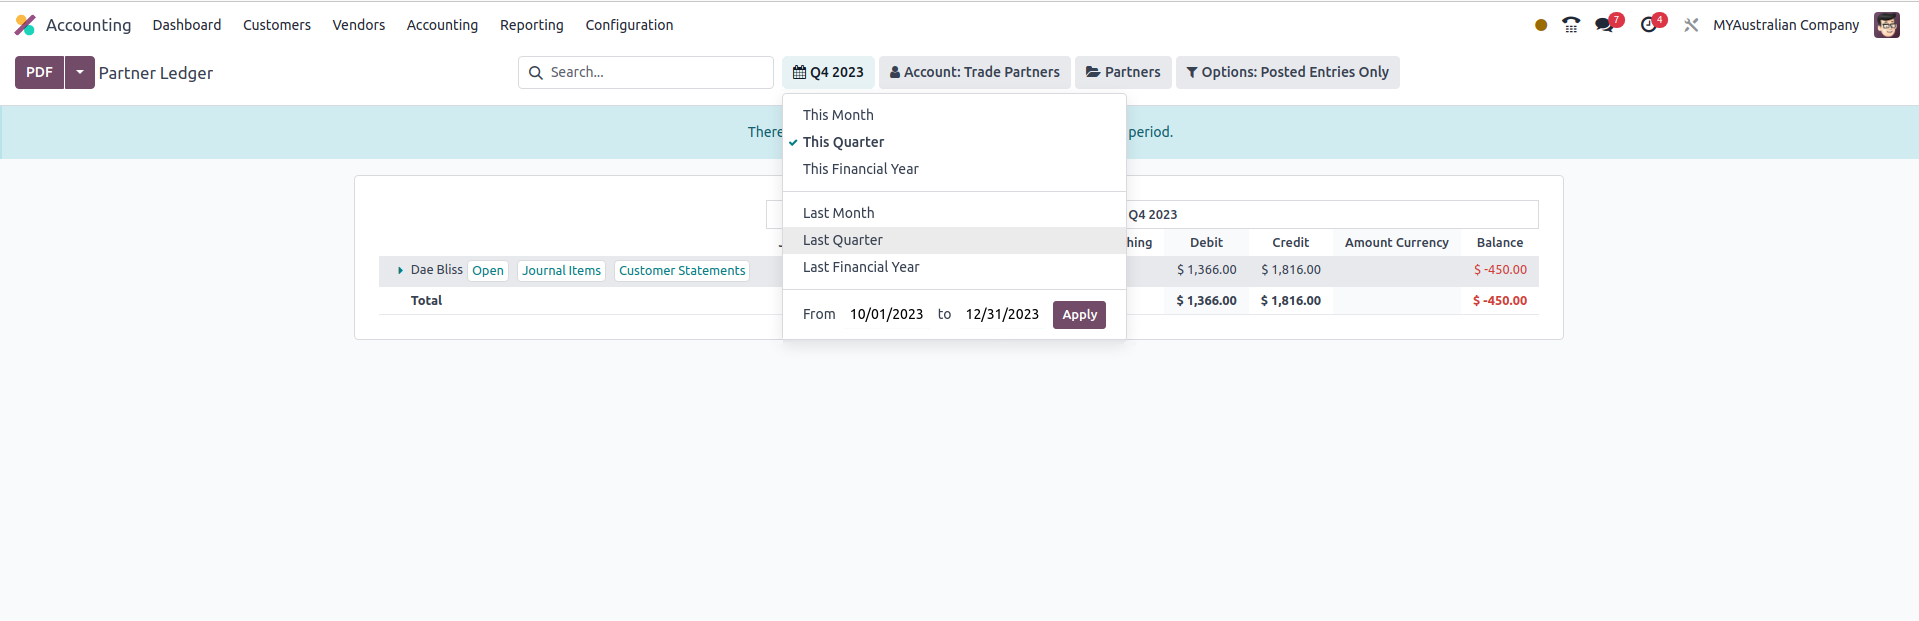 Accounting Dashboard Customers Vendors Accounting Reporting Configuration 7 4 MYAustralian Company
PDF Partner Ledger Search... Q4 2023 Account: Trade Partners Partners Options: Posted Entries Only
This Month
There period.
This Quarter
This Financial Year
Last Month
Q4 2023
Last Quarter
hing Debit Credit Amount Currency Balance
Last Financial Year
Dae Bliss Open Journal Items Customer Statements $ 1,366.00 $ 1,816.00 $ -450.00
Total $ 1,366.00 $ 1,816.00 $ -450.00
From 10/01/2023 to 12/31/2023 Apply